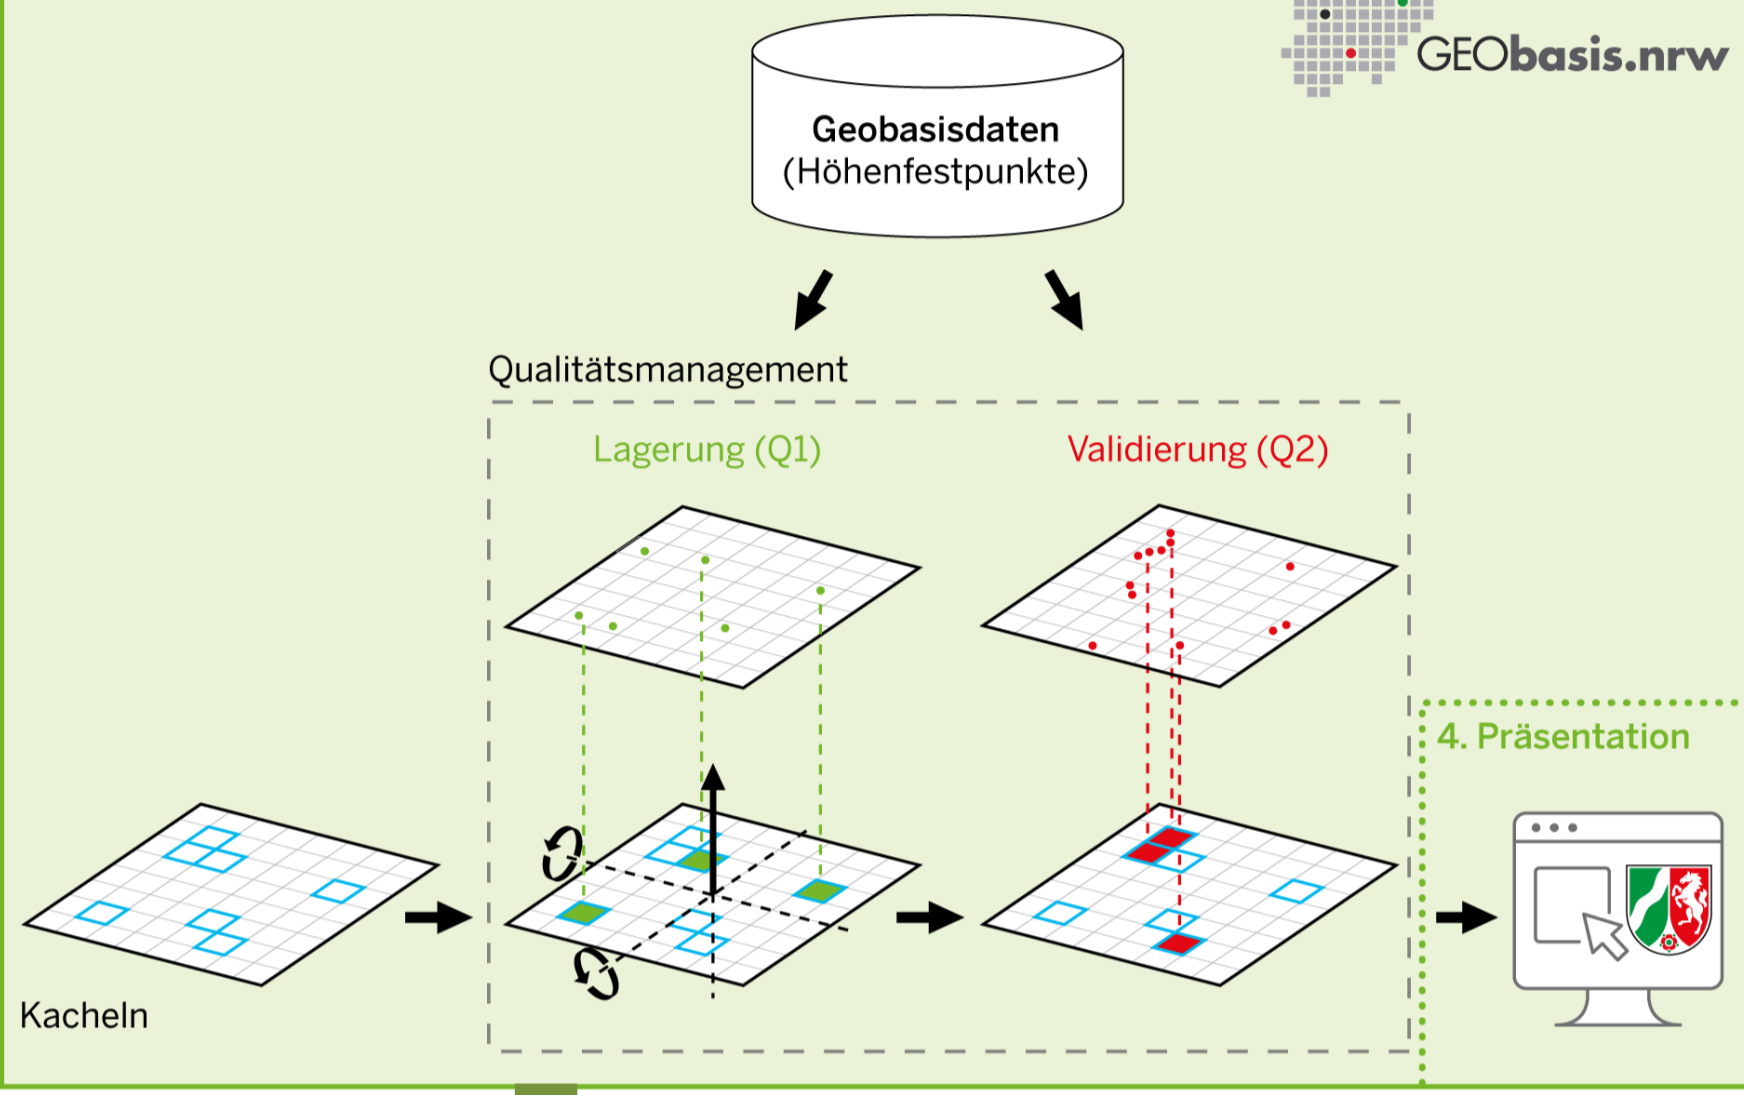 GEObasis.nrw
Geobasisdaten
(Höhenfestpunkte)
Qualitätsmanagement
Lagerung (Q1)
Validierung (Q2)
4. Präsentation
Kacheln